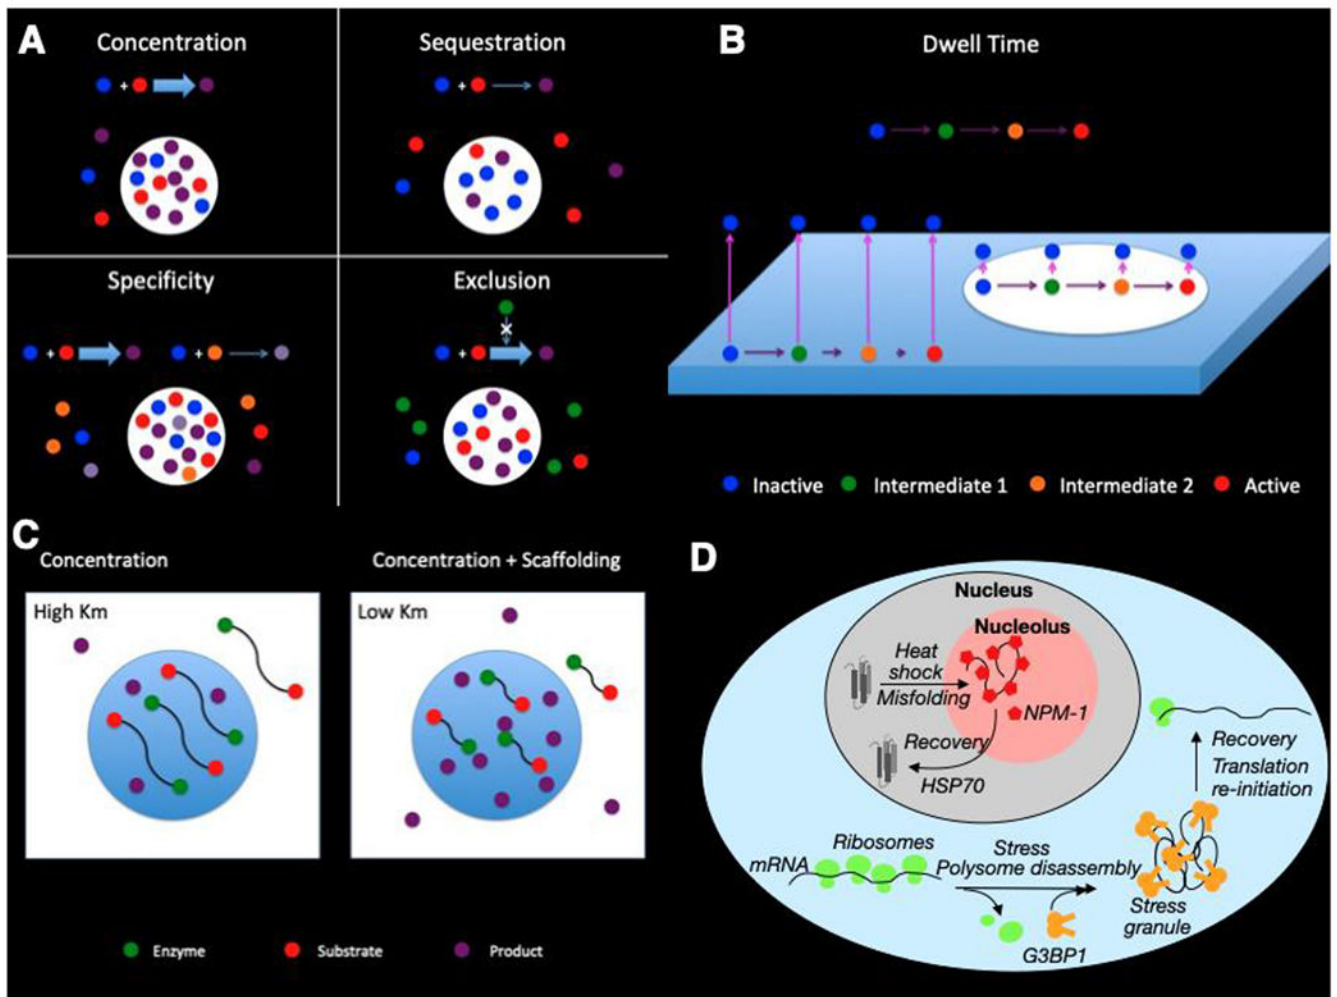 A
Concentration
+
Sequestration
+
Specificity
+
+
Exclusion
+
B
Dwell Time
Inactive
Intermediate 1
Intermediate 2
Active
C
Concentration
High Km
Concentration + Scaffolding
Low Km
Enzyme
Substrate
Product
D
Nucleus
Nucleolus
Heat
shock
Misfolding
NPM-1
Recovery
HSP70
Recovery
Translation
re-initiation
Ribosomes
mRNA
Stress
Polysome disassembly
G3BP1
Stress
granule